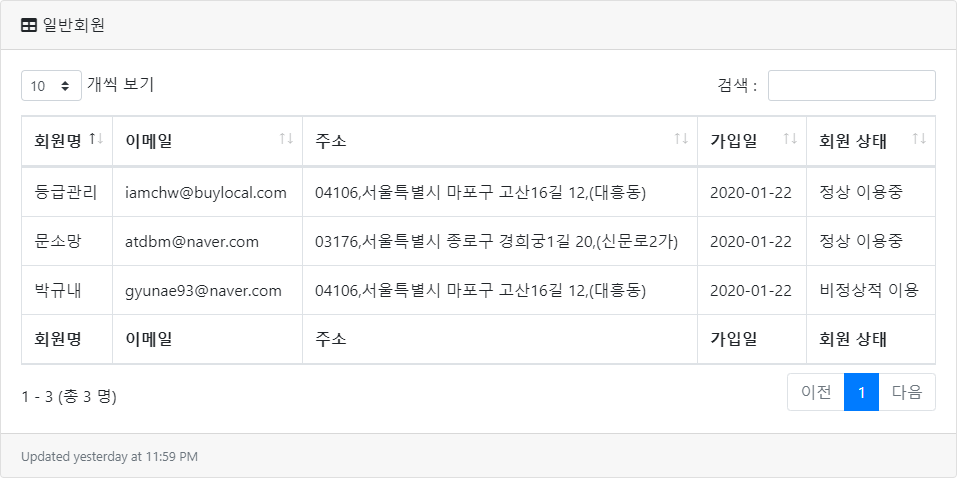 일반회원
10 개씩 보기 검색 :
회원명 이메일 주소 가입일 회원 상태
등급관리 iamchw@buylocal.com 04106,서울특별시 마포구 고산16길 12,(대흥동) 2020-01-22 정상 이용중
문소망 atdbm@naver.com 03176,서울특별시 종로구 경희궁1길 20,(신문로2가) 2020-01-22 정상 이용중
박규내 gyunae93@naver.com 04106,서울특별시 마포구 고산16길 12,(대흥동) 2020-01-22 비정상적 이용
회원명 이메일 주소 가입일 회원 상태
1 - 3 (총 3 명) 이전 1 다음
Updated yesterday at 11:59 PM